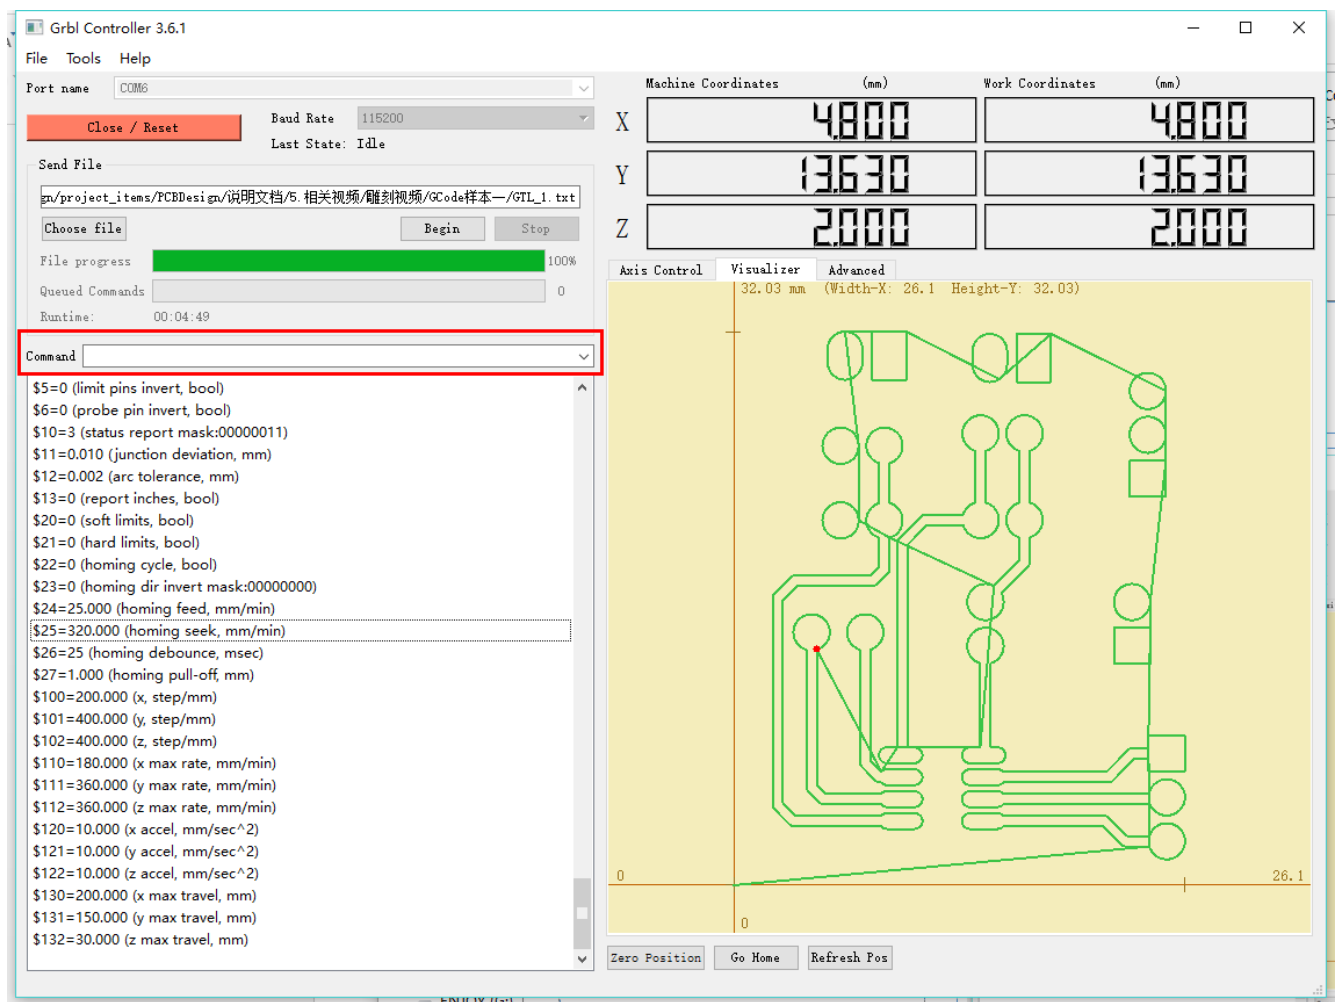 Grbl Controller 3.6.1
File Tools Help
Port name COM6
Close / Reset
Baud Rate 115200
Last State: Idle
Send File
gn/project_items/PCBDesign/说明文档/5.相关视频/雕刻视频/GCode样本一/GTL_1.txt
Choose file Begin Stop
File progress 100%
Queued Commands 0
Runtime: 00:04:49
Command
$5=0 (limit pins invert, bool)
$6=0 (probe pin invert, bool)
$10=3 (status report mask:00000011)
$11=0.010 (junction deviation, mm)
$12=0.002 (arc tolerance, mm)
$13=0 (report inches, bool)
$20=0 (soft limits, bool)
$21=0 (hard limits, bool)
$22=0 (homing cycle, bool)
$23=0 (homing dir invert mask:00000000)
$24=25.000 (homing feed, mm/min)
$25=320.000 (homing seek, mm/min)
$26=25 (homing debounce, msec)
$27=1.000 (homing pull-off, mm)
$100=200.000 (x, step/mm)
$101=400.000 (y, step/mm)
$102=400.000 (z, step/mm)
$110=180.000 (x max rate, mm/min)
$111=360.000 (y max rate, mm/min)
$112=360.000 (z max rate, mm/min)
$120=10.000 (x accel, mm/sec^2)
$121=10.000 (y accel, mm/sec^2)
$122=10.000 (z accel, mm/sec^2)
$130=200.000 (x max travel, mm)
$131=150.000 (y max travel, mm)
$132=30.000 (z max travel, mm)
Machine Coordinates (mm) Work Coordinates (mm)
X 4.800 4.800
Y 13.630 13.630
Z 2.000 2.000
Axis Control Visualizer Advanced
32.03 mm (Width-X: 26.1 Height-Y: 32.03)
0 26.1
0
Zero Position Go Home Refresh Pos